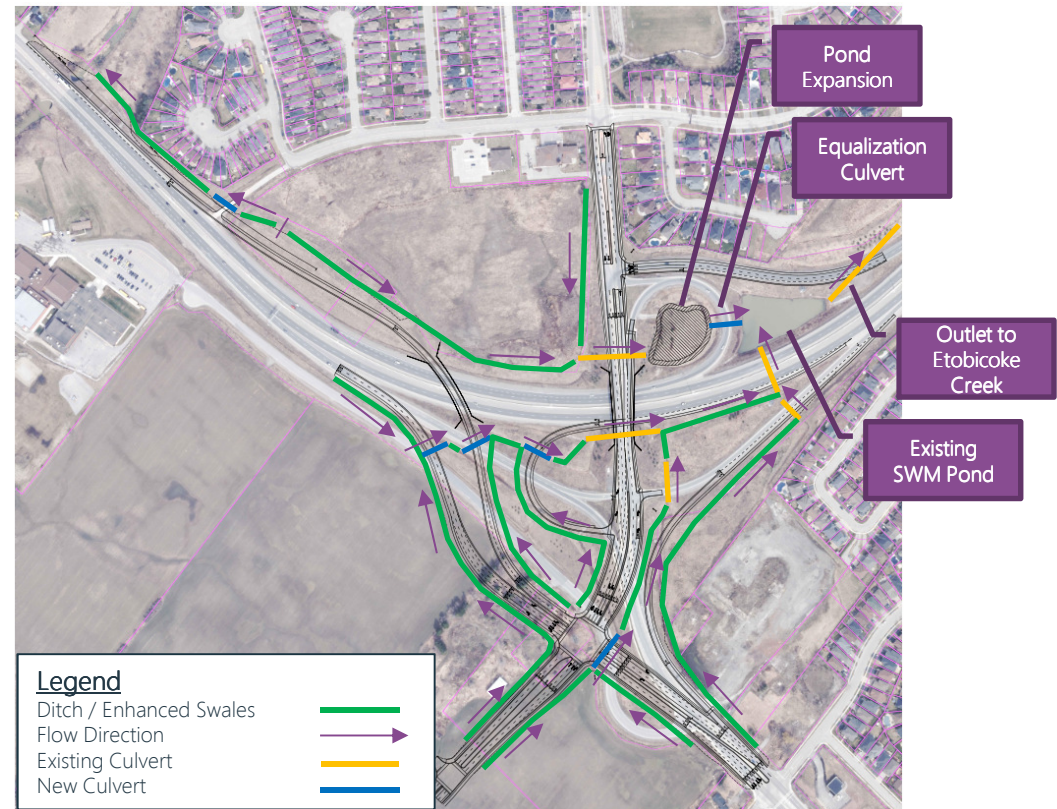 Pond
Expansion
Equalization
Culvert
Outlet to
Etobicoke
Creek
Existing
SWM Pond
Legend
Ditch / Enhanced Swales
Flow Direction
Existing Culvert
New Culvert